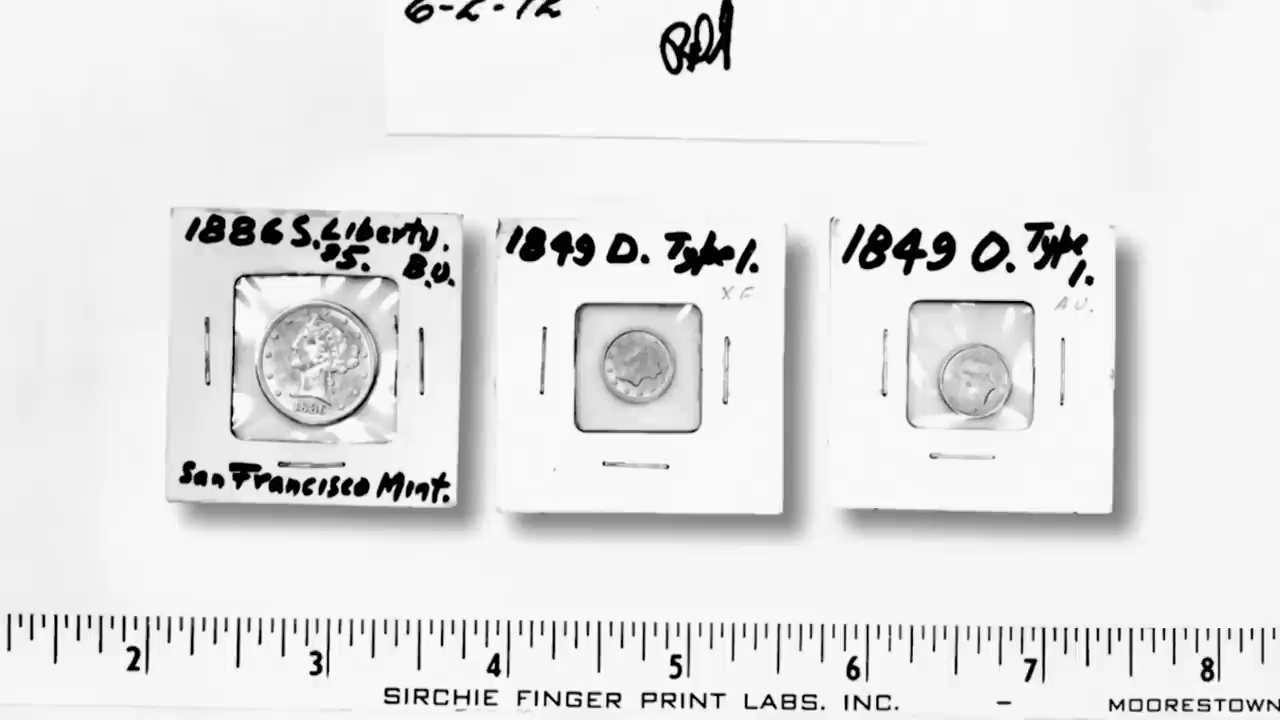 6-2-72
1886 S. Liberty.
$5. B.U.
San Francisco Mint.
1849 D. Type 1.
XF
1849 O. Type
1.
A U.
1886
2 3 4 5 6 7 8
SIRCHIE FINGER PRINT LABS. INC. – MOORESTOWN